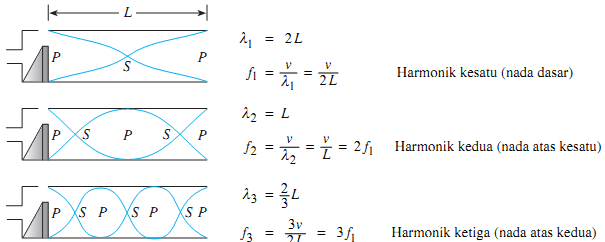 L
P S P
λ₁ = 2L
f₁ = v/λ₁ = v/2L Harmonik kesatu (nada dasar)
P S P S P
λ₂ = L
f₂ = v/λ₂ = v/L = 2f₁ Harmonik kedua (nada atas kesatu)
P S P S P S P
λ₃ = 2/3 L
f₃ = 3v/2L = 3f₁ Harmonik ketiga (nada atas kedua)